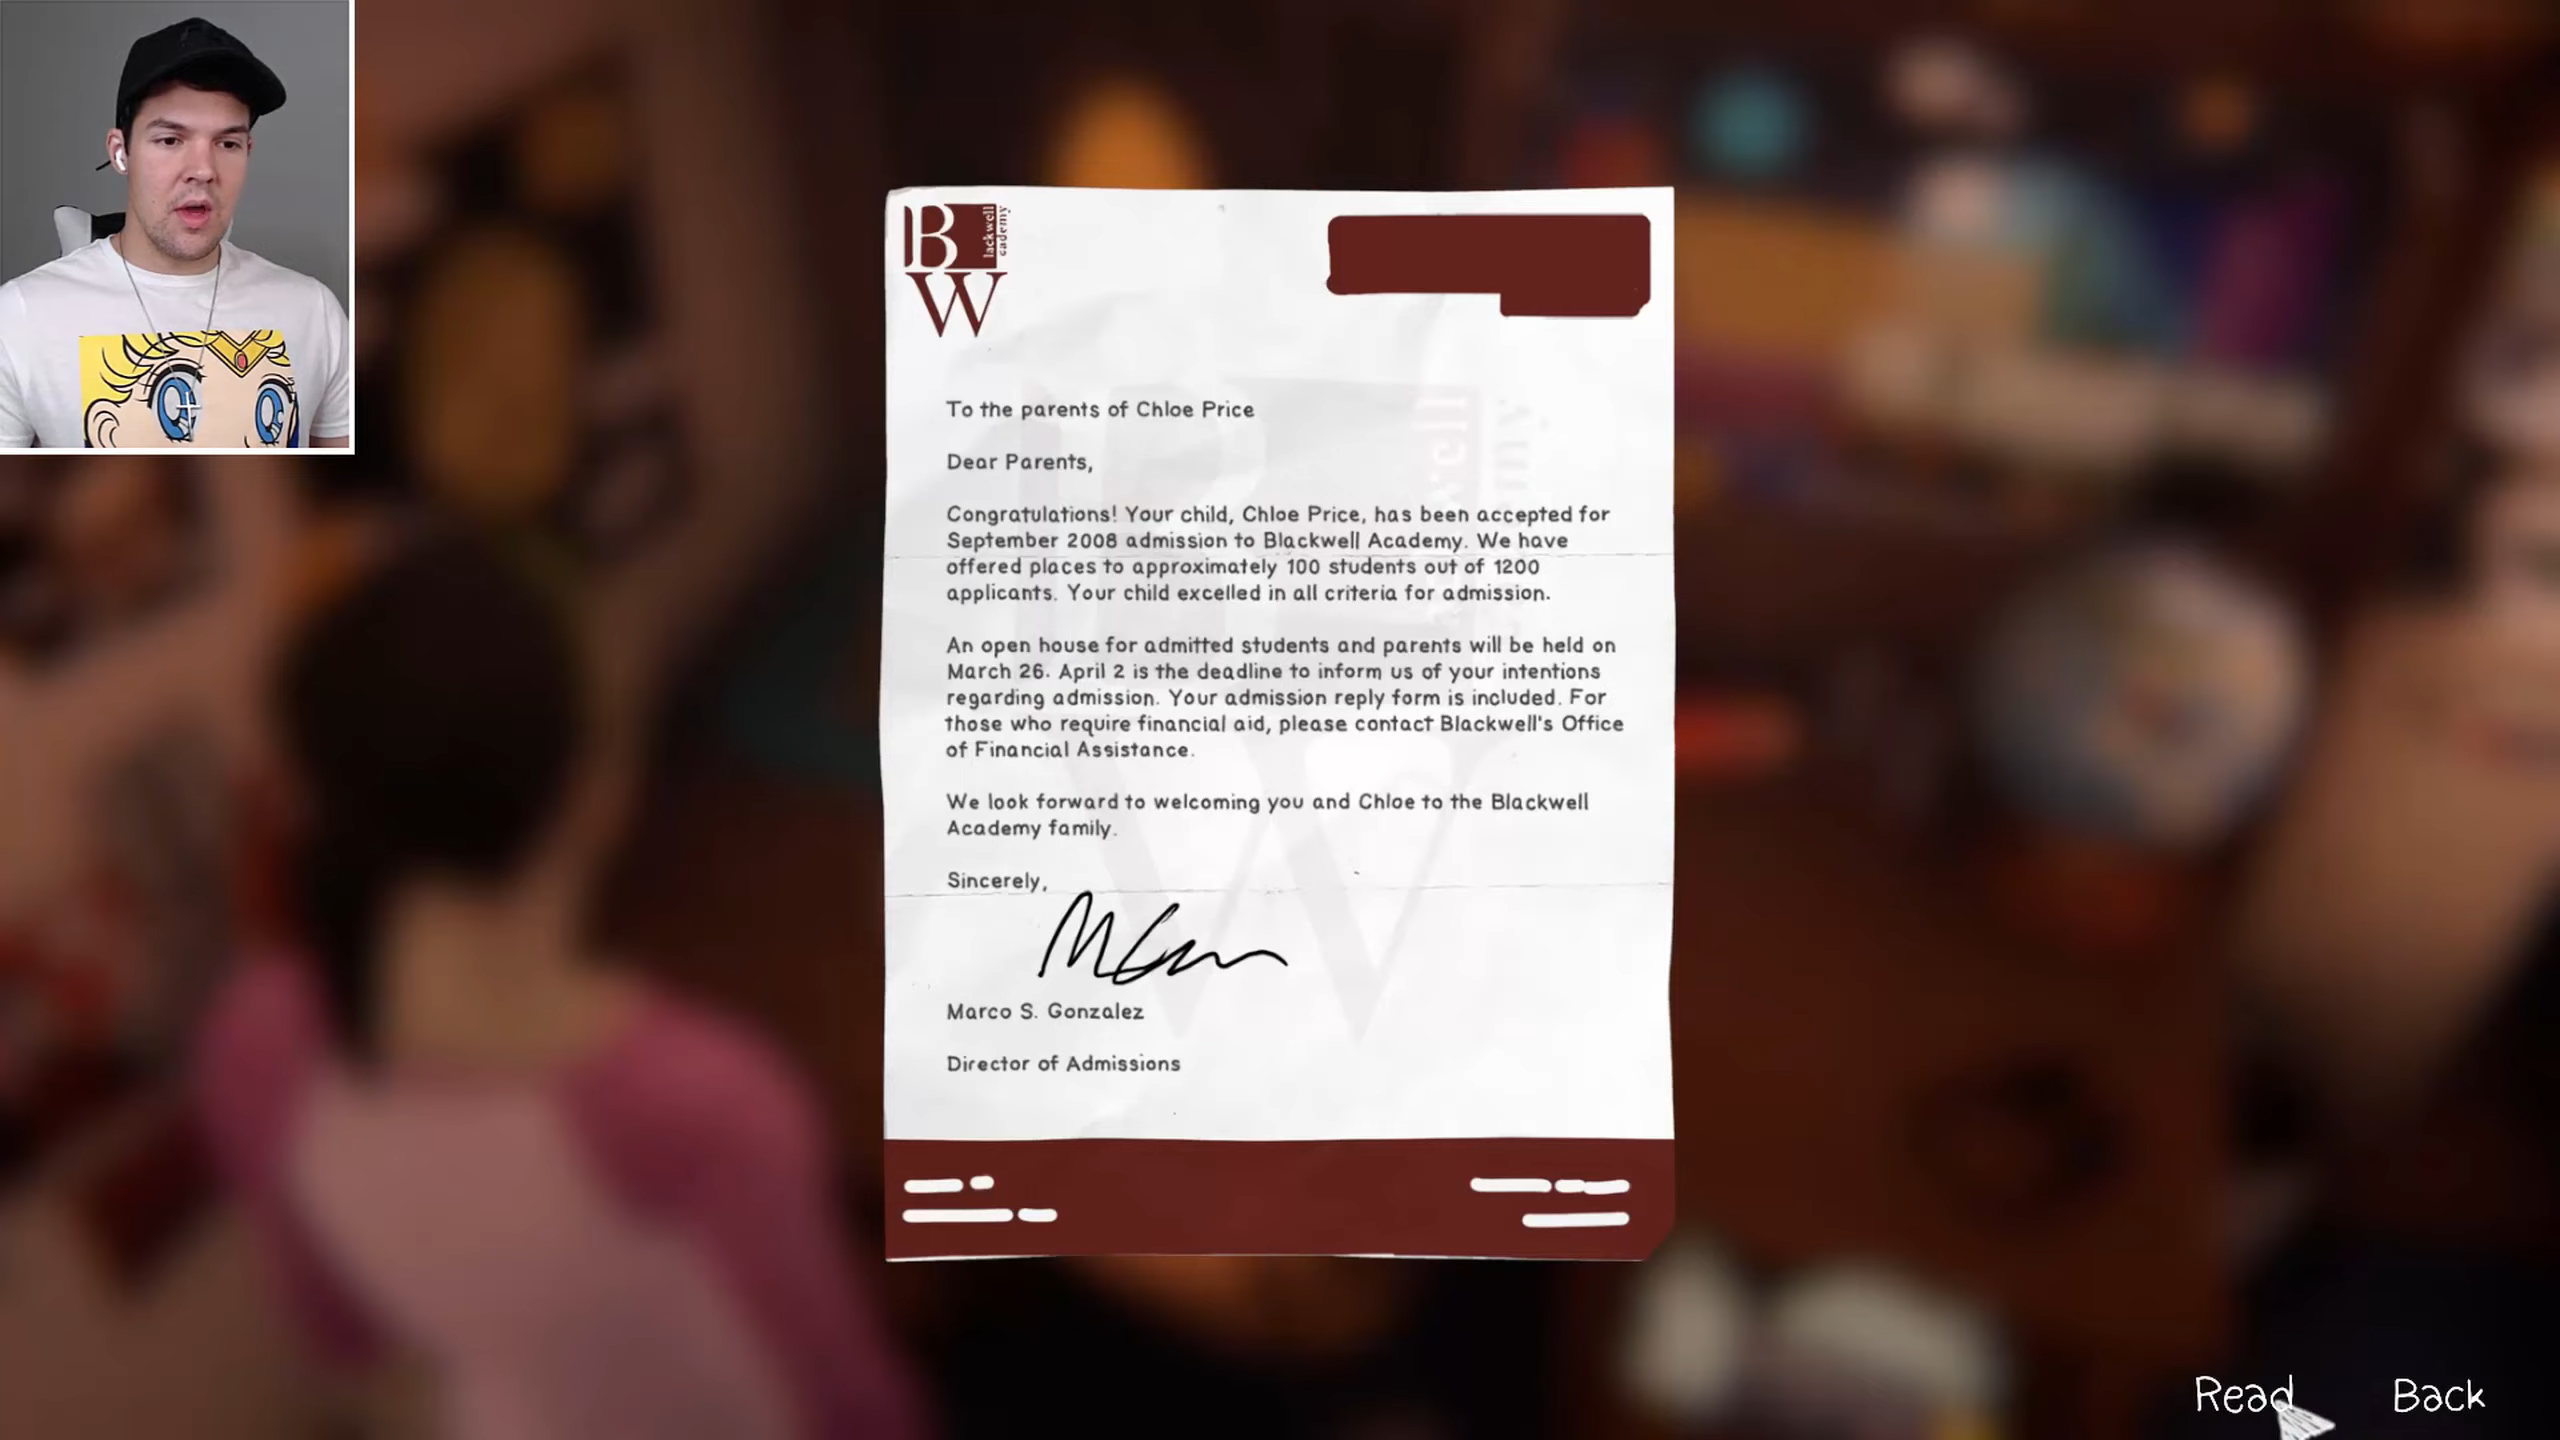 B
lackwell
cademy
W
To the parents of Chloe Price
Dear Parents,
Congratulations! Your child, Chloe Price, has been accepted for
September 2008 admission to Blackwell Academy. We have
offered places to approximately 100 students out of 1200
applicants. Your child excelled in all criteria for admission.
An open house for admitted students and parents will be held on
March 26. April 2 is the deadline to inform us of your intentions
regarding admission. Your admission reply form is included. For
those who require financial aid, please contact Blackwell's Office
of Financial Assistance.
We look forward to welcoming you and Chloe to the Blackwell
Academy family.
Sincerely,
Marco S. Gonzalez
Director of Admissions
Read
Back